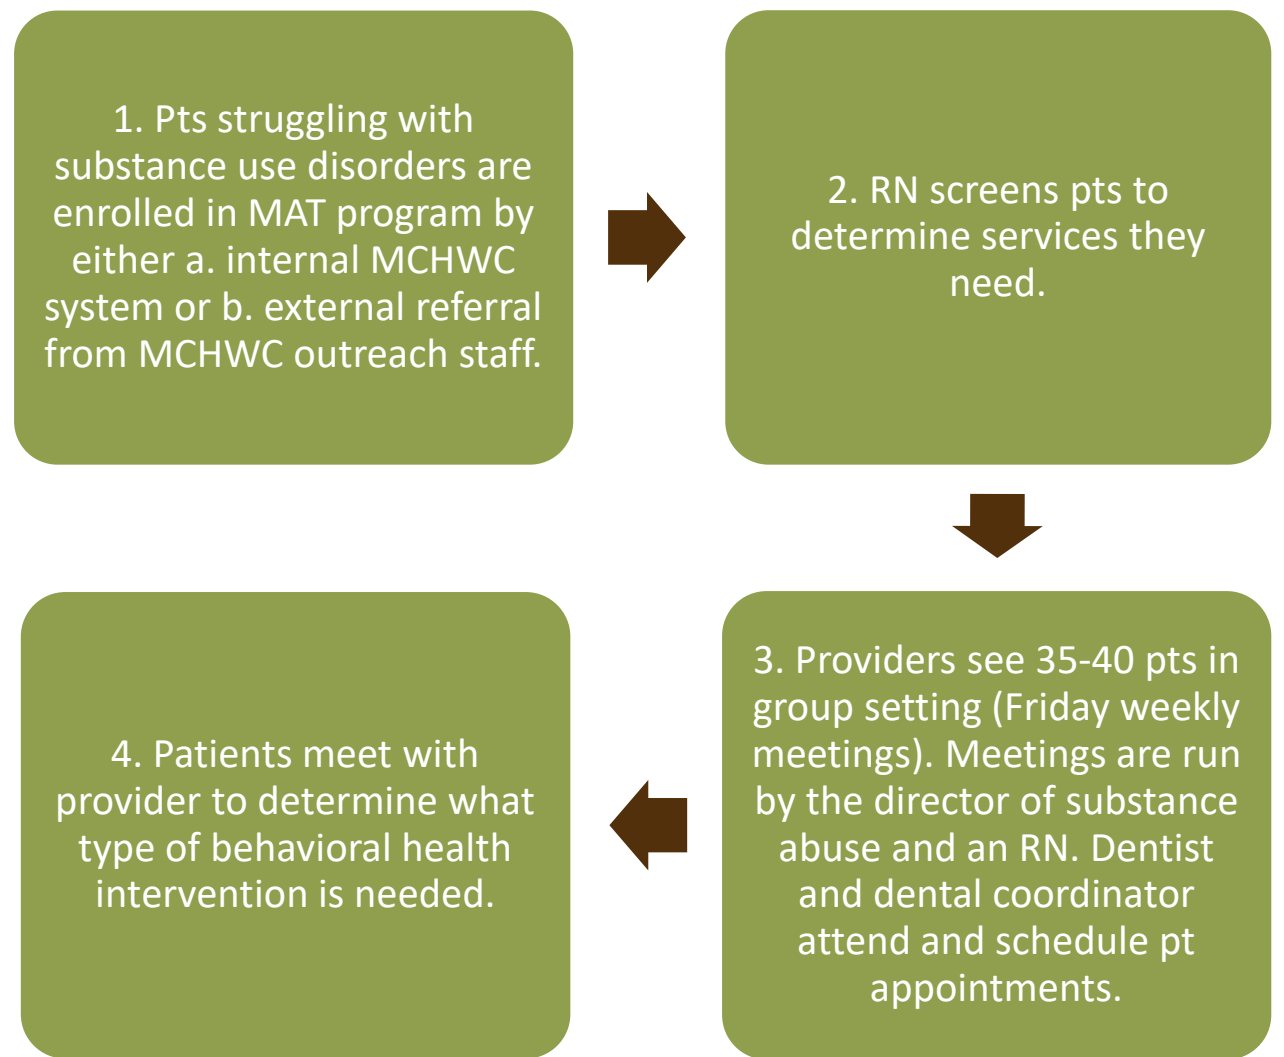 1. Pts struggling with
substance use disorders are
enrolled in MAT program by
either a. internal MCHWC
system or b. external referral
from MCHWC outreach staff.
2. RN screens pts to
determine services they
need.
3. Providers see 35-40 pts in
group setting (Friday weekly
meetings). Meetings are run
by the director of substance
abuse and an RN. Dentist
and dental coordinator
attend and schedule pt
appointments.
4. Patients meet with
provider to determine what
type of behavioral health
intervention is needed.